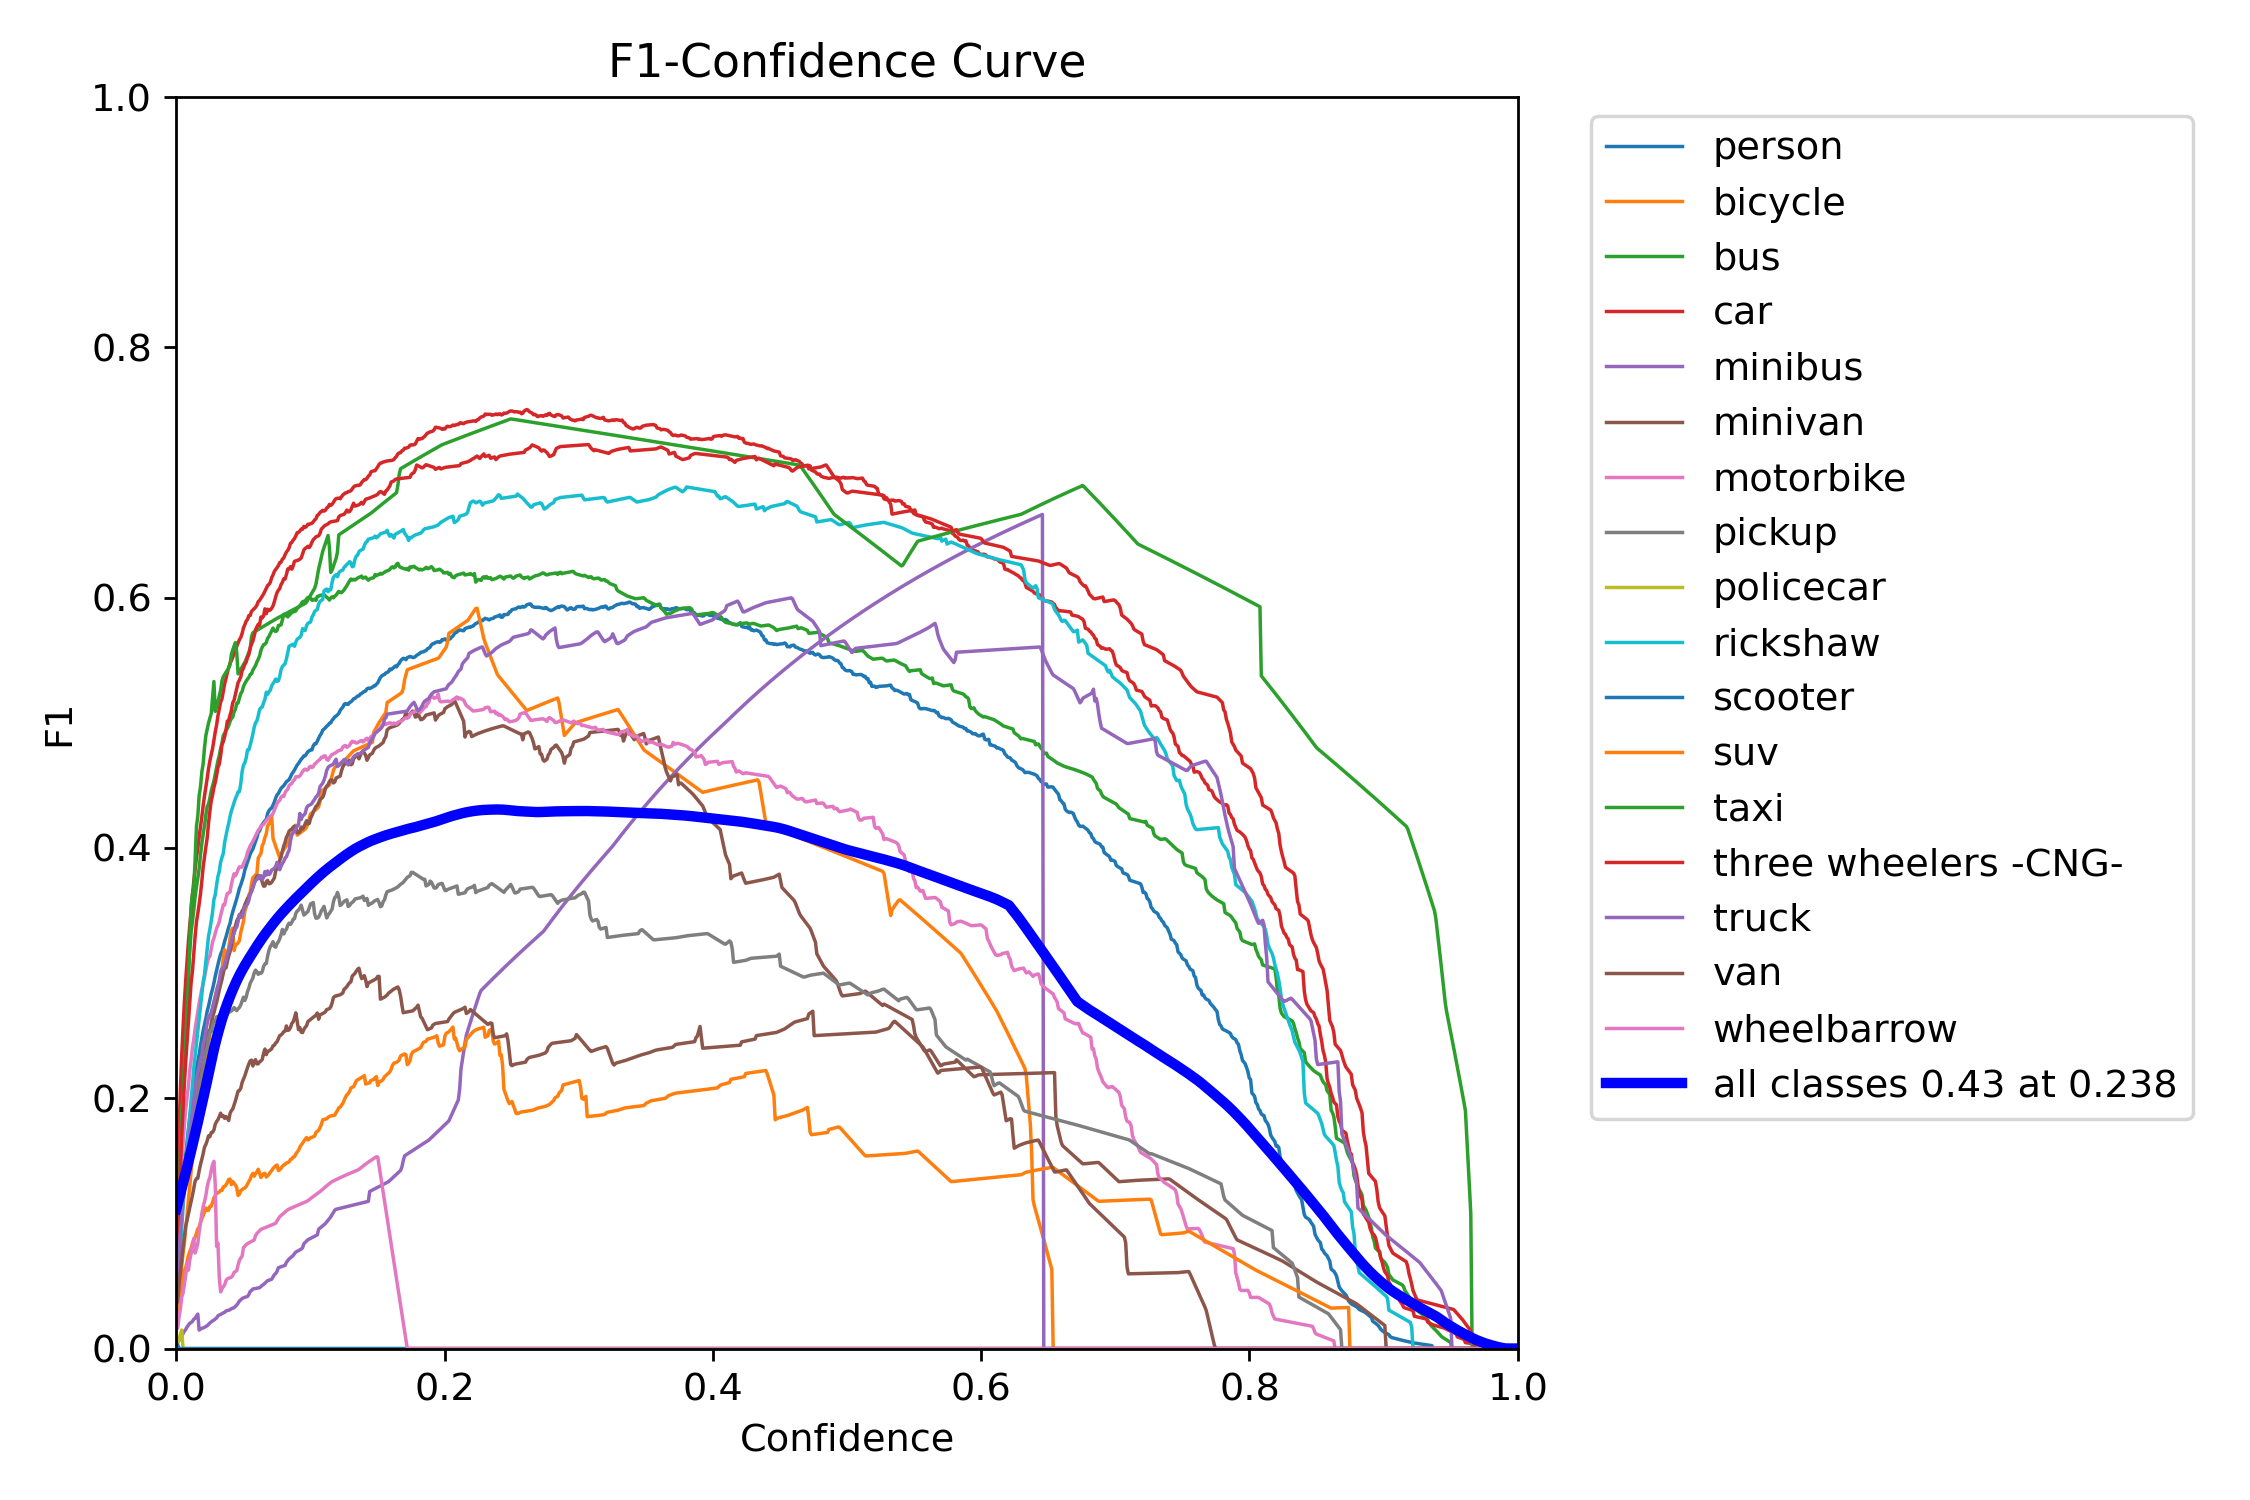 F1-Confidence Curve
1.0
0.8
0.6
0.4
0.2
0.0
F1
0.0 0.2 0.4 0.6 0.8 1.0
Confidence
person
bicycle
bus
car
minibus
minivan
motorbike
pickup
policecar
rickshaw
scooter
suv
taxi
three wheelers -CNG-
truck
van
wheelbarrow
all classes 0.43 at 0.238